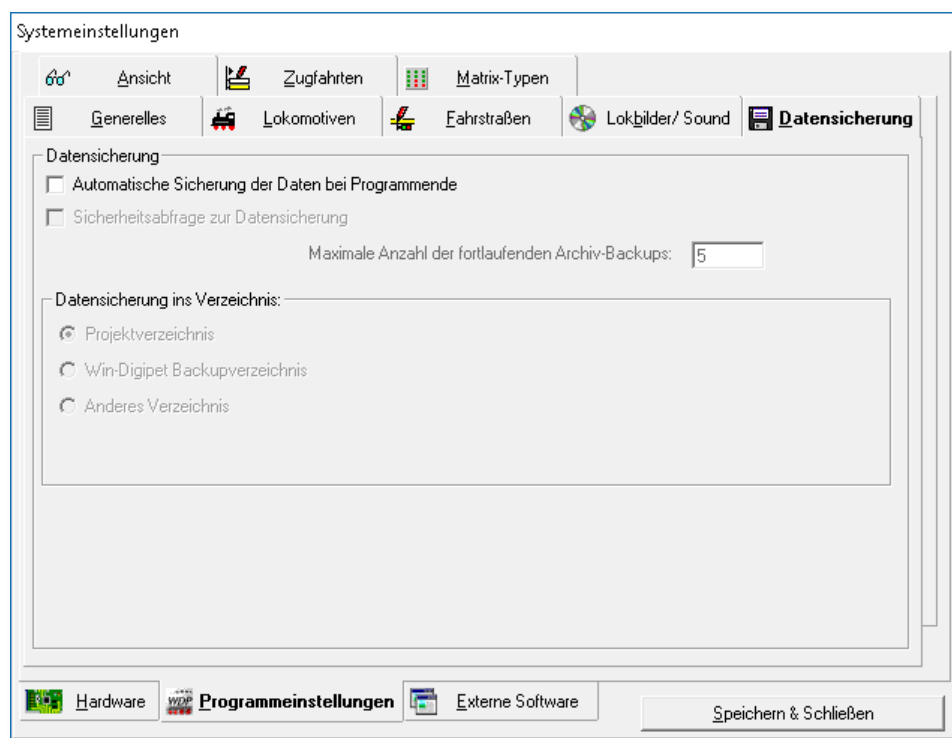 Systemeinstellungen
Ansicht Zugfahrten Matrix-Typen
Generelles Lokomotiven Fahrstraßen Lokbilder/ Sound Datensicherung
Datensicherung
Automatische Sicherung der Daten bei Programmende
Sicherheitsabfrage zur Datensicherung
Maximale Anzahl der fortlaufenden Archiv-Backups: 5
Datensicherung ins Verzeichnis:
Projektverzeichnis
Win-Digipet Backupverzeichnis
Anderes Verzeichnis
Hardware WDP Programmeinstellungen Externe Software
Speichern & Schließen